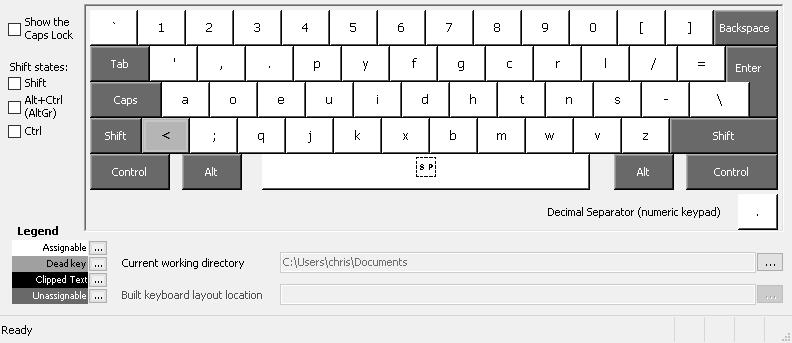 Show the
Caps Lock
Shift states:
Shift
Alt+Ctrl
(AltGr)
Ctrl
` 1 2 3 4 5 6 7 8 9 0 [ ] Backspace
Tab ' , . p y f g c r l / = Enter
Caps a o e u i d h t n s - \
Shift < ; q j k x b m w v z Shift
Control Alt SP Alt Control
Decimal Separator (numeric keypad) .
Legend
Assignable ...
Dead key ...
Clipped Text ...
Unassignable ...
Current working directory C:\Users\chris\Documents ...
Built keyboard layout location ...
Ready